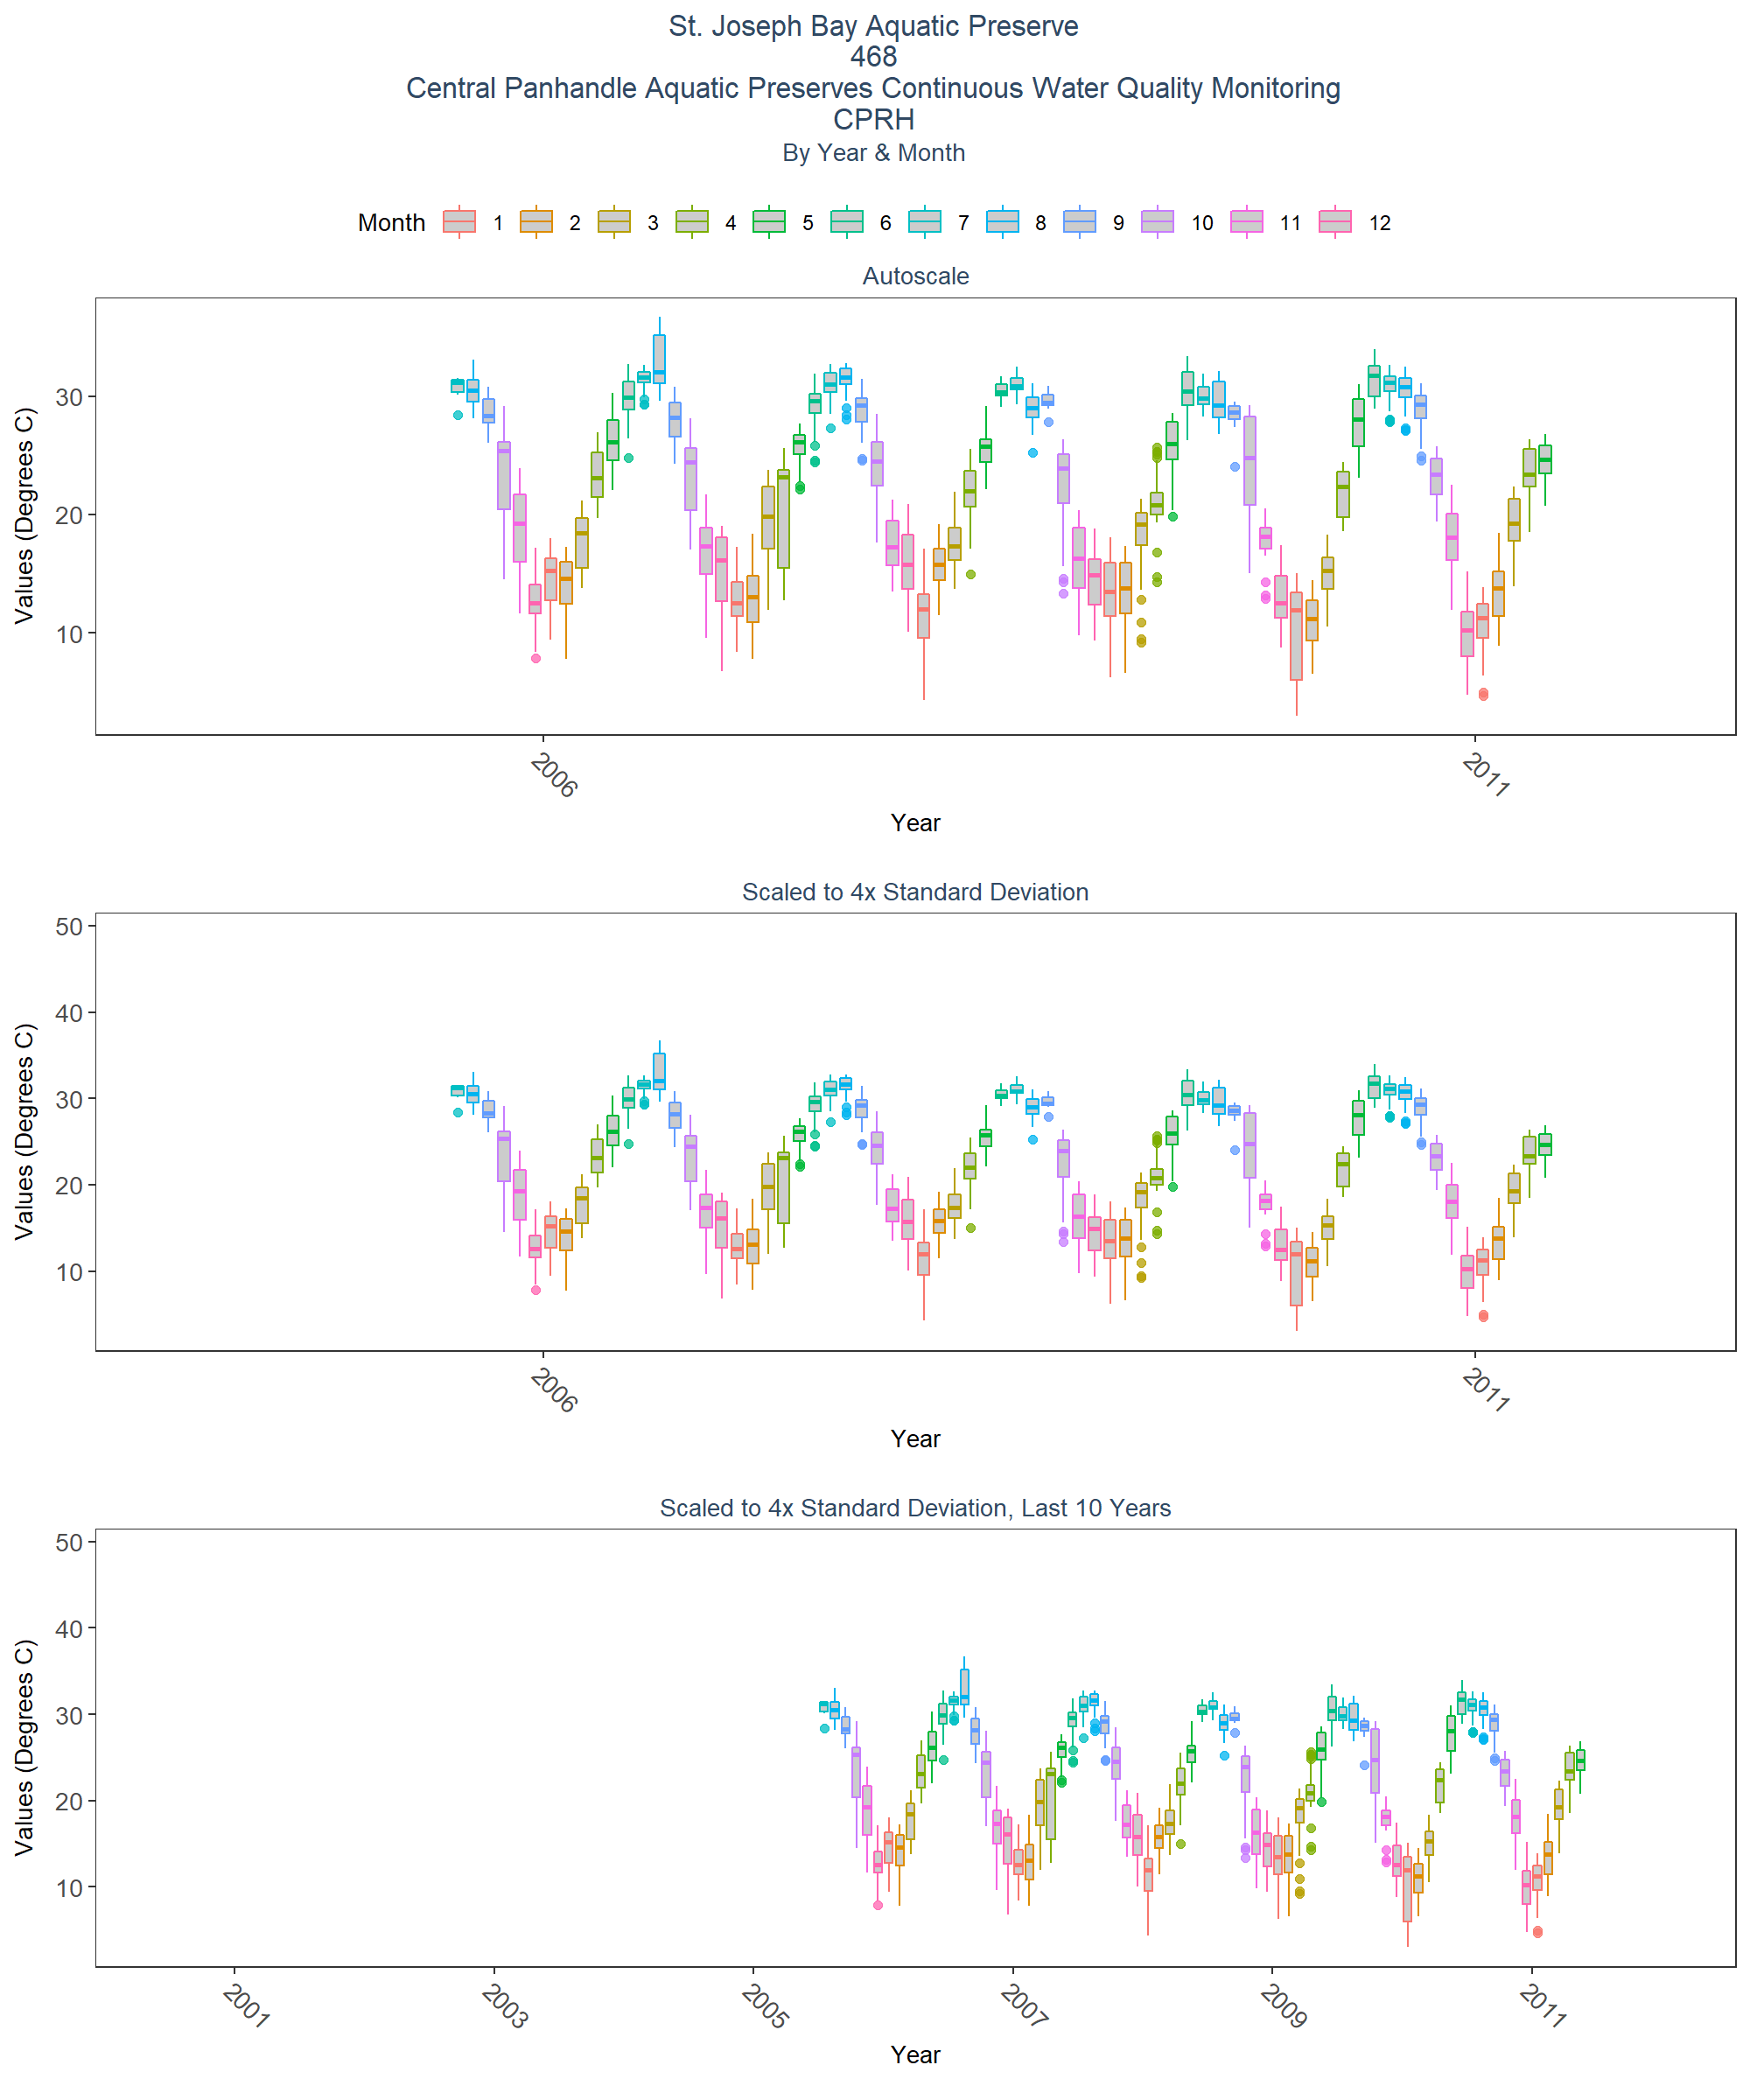 St. Joseph Bay Aquatic Preserve
468
Central Panhandle Aquatic Preserves Continuous Water Quality Monitoring
CPRH
By Year & Month
Month 1 2 3 4 5 6 7 8 9 10 11 12
Autoscale
Values (Degrees C)
30
20
10
2006 2011
Year
Scaled to 4x Standard Deviation
Values (Degrees C)
50
40
30
20
10
2006 2011
Year
Scaled to 4x Standard Deviation, Last 10 Years
Values (Degrees C)
50
40
30
20
10
2001 2003 2005 2007 2009 2011
Year